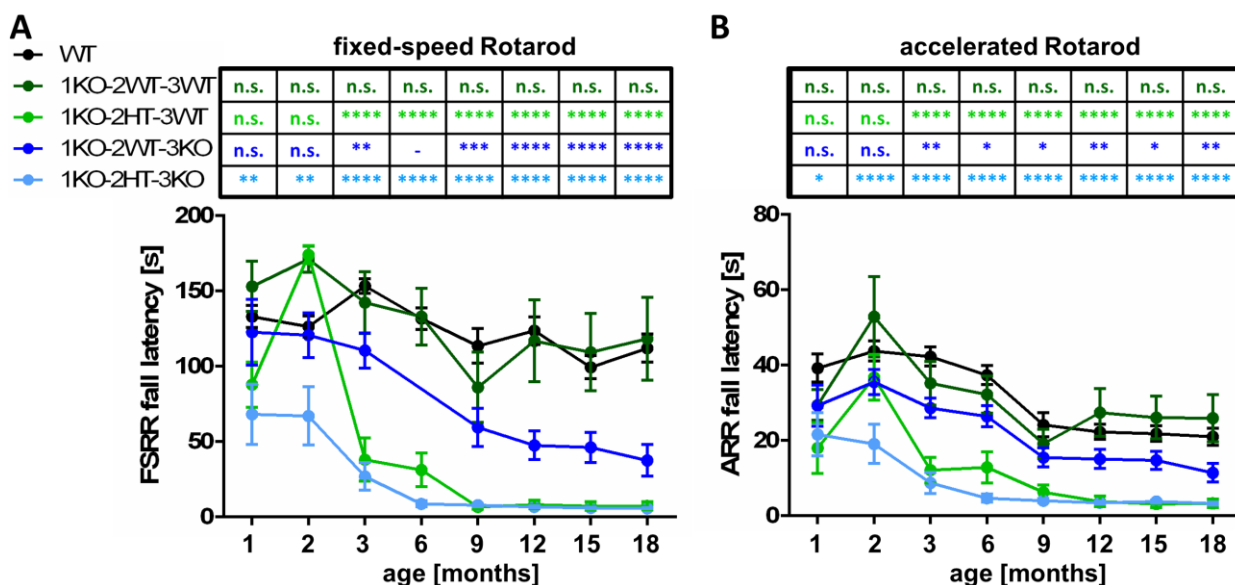 A
fixed-speed Rotarod
WT
1KO-2WT-3WT
1KO-2HT-3WT
1KO-2WT-3KO
1KO-2HT-3KO
n.s. n.s. n.s. n.s. n.s. n.s. n.s. n.s.
n.s. n.s. **** **** **** **** **** ****
n.s. n.s. ** - *** **** **** ****
** ** **** **** **** **** **** ****
FSRR fall latency [s]
200
150
100
50
0
1 2 3 6 9 12 15 18
age [months]
B
accelerated Rotarod
n.s. n.s. n.s. n.s. n.s. n.s. n.s. n.s.
n.s. n.s. **** **** **** **** **** ****
n.s. n.s. ** * * ** * **
* **** **** **** **** **** **** ****
ARR fall latency [s]
80
60
40
20
0
1 2 3 6 9 12 15 18
age [months]